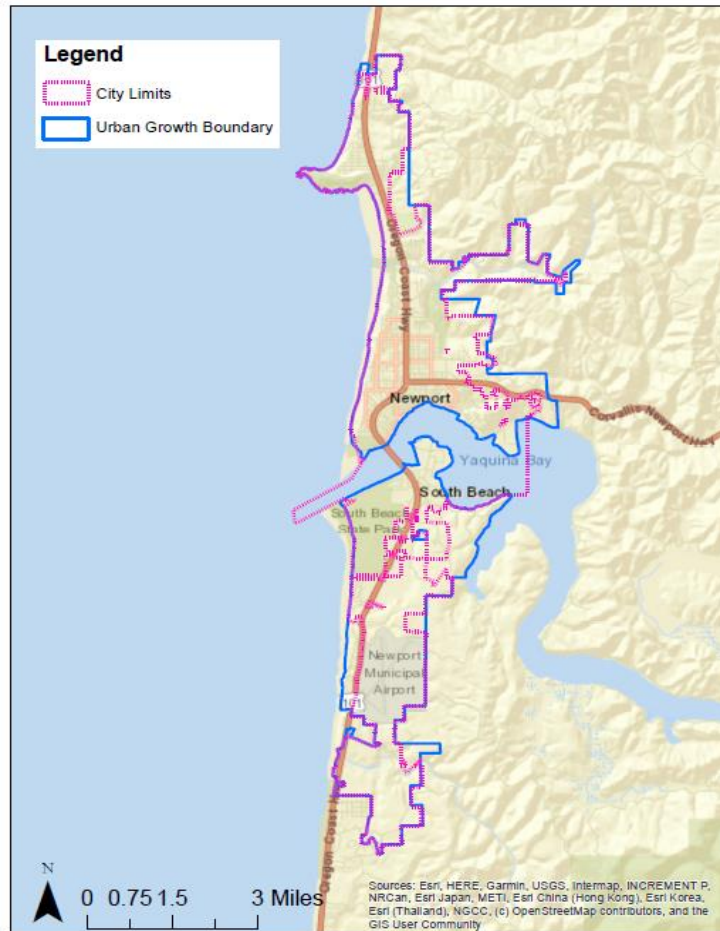 Legend
City Limits
Urban Growth Boundary
Oregon Coast Hwy
Newport
Corvallis Newport Hwy
Yaquina Bay
South Beach
South Beach
State Park
Newport
Municipal
Airport
101
Oregon Coast Hwy
N
0 0.75 1.5 3 Miles
Sources: Esri, HERE, Garmin, USGS, Intermap, INCREMENT P,
NRCan, Esri Japan, METI, Esri China (Hong Kong), Esri Korea,
Esri (Thailand), NGCC, (c) OpenStreetMap contributors, and the
GIS User Community